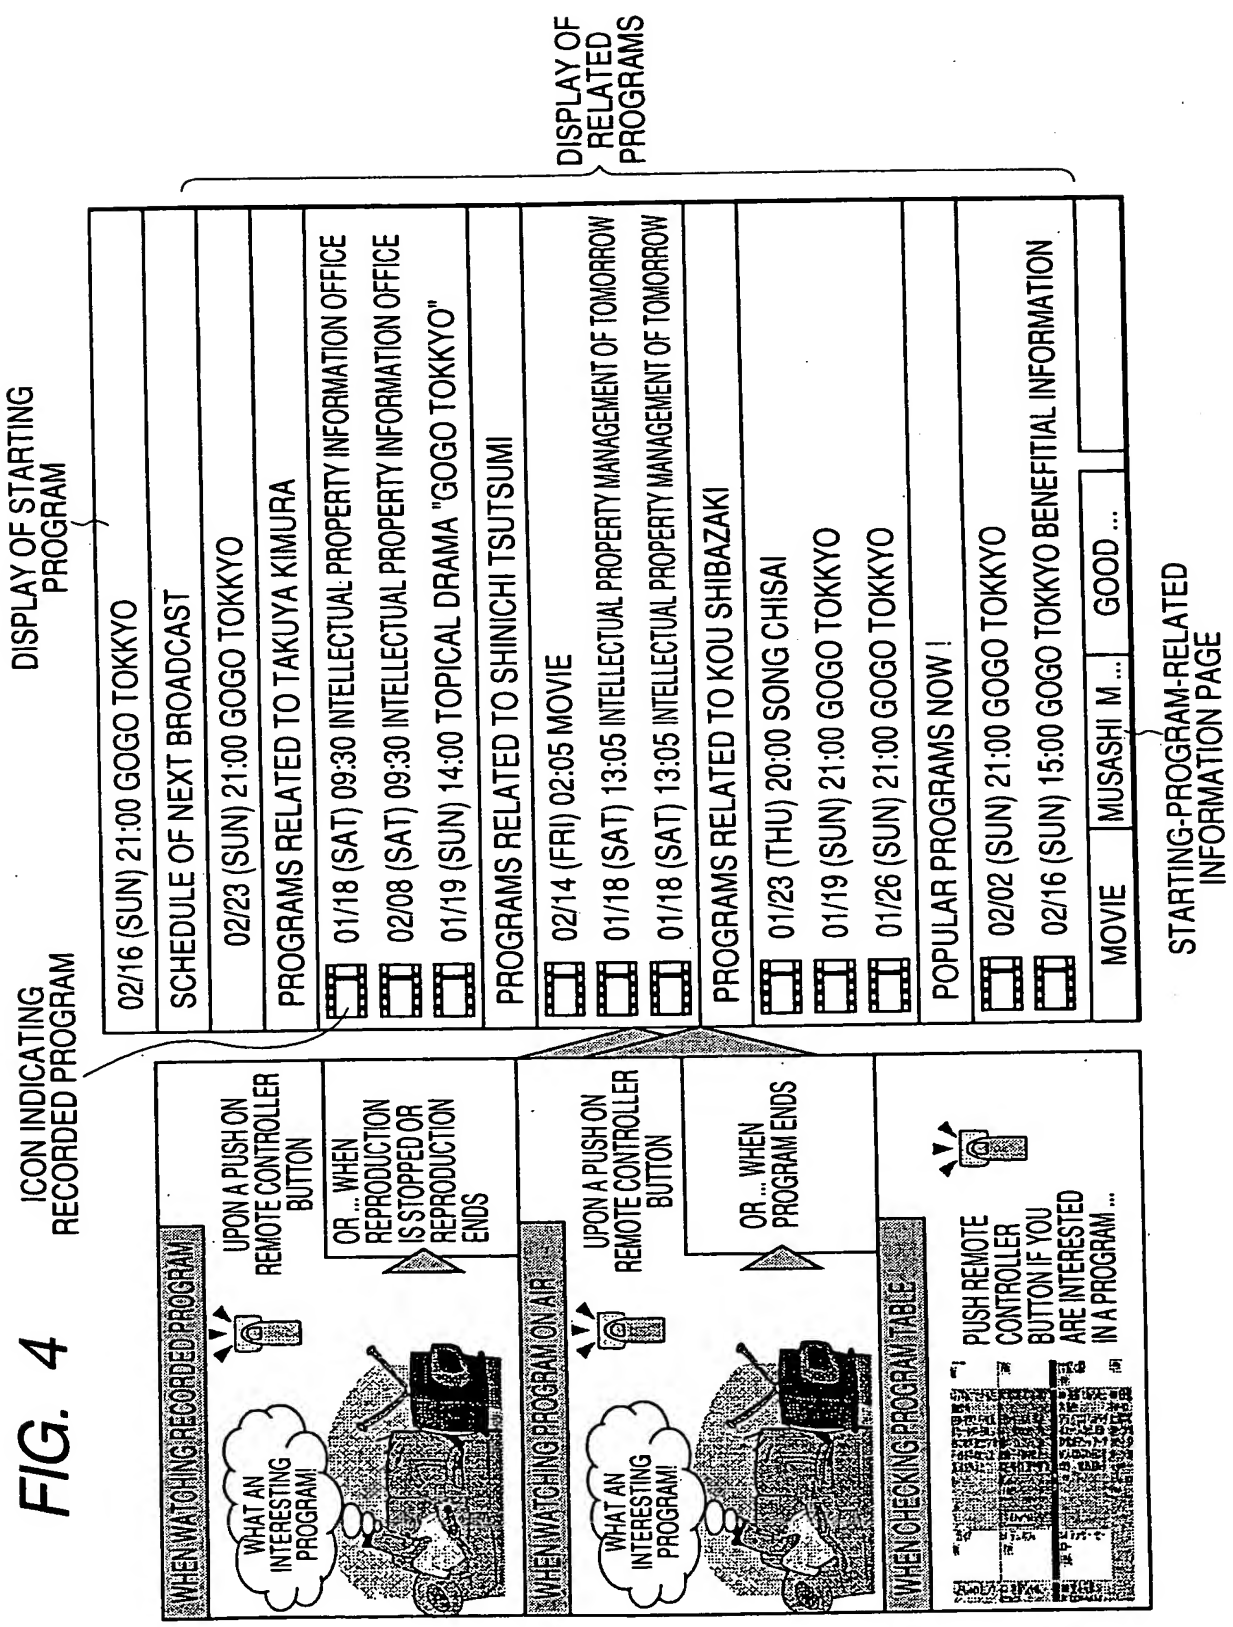 FIG. 4
WHEN WATCHING RECORDED PROGRAM
WHAT AN
INTERESTING
PROGRAM!
UPON A PUSH ON
REMOTE CONTROLLER
BUTTON
OR ... WHEN
REPRODUCTION
IS STOPPED OR
REPRODUCTION
ENDS
WHEN WATCHING PROGRAM ON AIR
WHAT AN
INTERESTING
PROGRAM!
UPON A PUSH ON
REMOTE CONTROLLER
BUTTON
OR ... WHEN
PROGRAM ENDS
WHEN CHECKING PROGRAM TABLE
PUSH REMOTE
CONTROLLER
BUTTON IF YOU
ARE INTERESTED
IN A PROGRAM ...
ICON INDICATING
RECORDED PROGRAM
DISPLAY OF STARTING
PROGRAM
02/16 (SUN) 21:00 GOGO TOKKYO
SCHEDULE OF NEXT BROADCAST
02/23 (SUN) 21:00 GOGO TOKKYO
PROGRAMS RELATED TO TAKUYA KIMURA
01/18 (SAT) 09:30 INTELLECTUAL PROPERTY INFORMATION OFFICE
02/08 (SAT) 09:30 INTELLECTUAL PROPERTY INFORMATION OFFICE
01/19 (SUN) 14:00 TOPICAL DRAMA "GOGO TOKKYO"
PROGRAMS RELATED TO SHINICHI TSUTSUMI
02/14 (FRI) 02:05 MOVIE
01/18 (SAT) 13:05 INTELLECTUAL PROPERTY MANAGEMENT OF TOMORROW
01/18 (SAT) 13:05 INTELLECTUAL PROPERTY MANAGEMENT OF TOMORROW
PROGRAMS RELATED TO KOU SHIBAZAKI
01/23 (THU) 20:00 SONG CHISAI
01/19 (SUN) 21:00 GOGO TOKKYO
01/26 (SUN) 21:00 GOGO TOKKYO
POPULAR PROGRAMS NOW !
02/02 (SUN) 21:00 GOGO TOKKYO
02/16 (SUN) 15:00 GOGO TOKKYO BENEFITIAL INFORMATION
MOVIE
MUSASHI M ...
GOOD ...
DISPLAY OF
RELATED
PROGRAMS
STARTING-PROGRAM-RELATED
INFORMATION PAGE